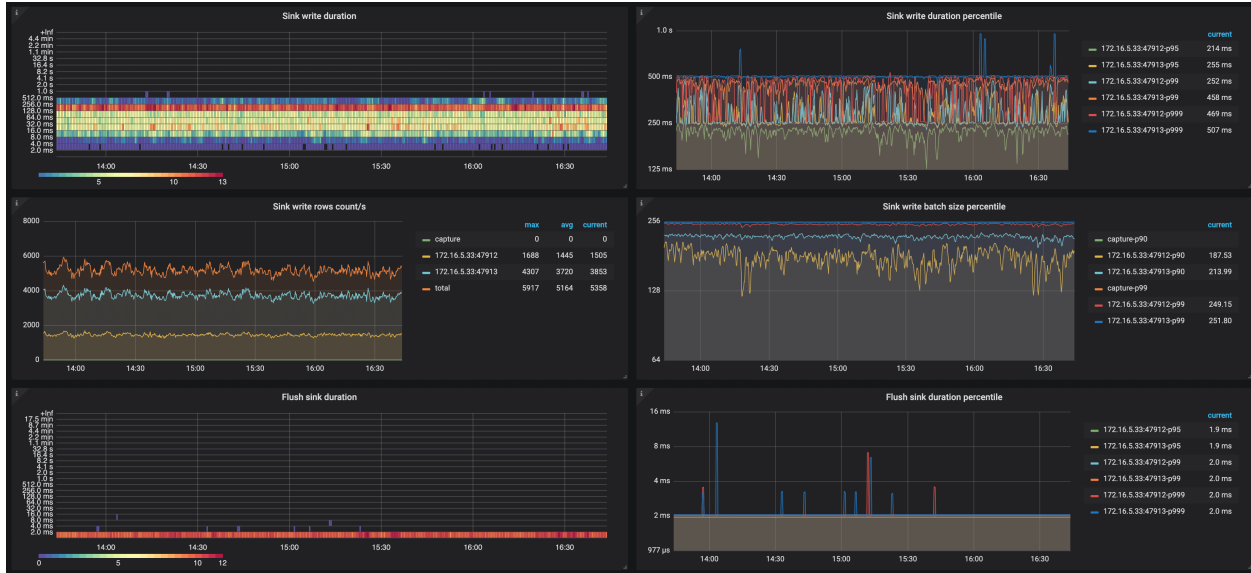 Sink write duration
+Inf
4.4 min
2.2 min
1.1 min
32.8 s
16.4 s
8.2 s
4.1 s
2.0 s
1.0 s
512.0 ms
256.0 ms
128.0 ms
64.0 ms
32.0 ms
16.0 ms
8.0 ms
4.0 ms
2.0 ms
14:00 14:30 15:00 15:30 16:00 16:30
5 10 13
Sink write duration percentile
1.0 s
500 ms
250 ms
125 ms
14:00 14:30 15:00 15:30 16:00 16:30
current
172.16.5.33:47912-p95 214 ms
172.16.5.33:47913-p95 255 ms
172.16.5.33:47912-p99 252 ms
172.16.5.33:47913-p99 458 ms
172.16.5.33:47912-p999 469 ms
172.16.5.33:47913-p999 507 ms
Sink write rows count/s
8000
6000
4000
2000
0
14:00 14:30 15:00 15:30 16:00 16:30
max avg current
capture 0 0 0
172.16.5.33:47912 1688 1445 1505
172.16.5.33:47913 4307 3720 3853
total 5917 5164 5358
Sink write batch size percentile
256
128
64
14:00 14:30 15:00 15:30 16:00 16:30
current
capture-p90
172.16.5.33:47912-p90 187.53
172.16.5.33:47913-p90 213.99
capture-p99
172.16.5.33:47912-p99 249.15
172.16.5.33:47913-p99 251.80
Flush sink duration
+Inf
17.5 min
8.7 min
4.4 min
2.2 min
1.1 min
32.8 s
16.4 s
8.2 s
4.1 s
2.0 s
1.0 s
512.0 ms
256.0 ms
128.0 ms
64.0 ms
32.0 ms
16.0 ms
8.0 ms
4.0 ms
2.0 ms
14:00 14:30 15:00 15:30 16:00 16:30
0 5 10 12
Flush sink duration percentile
16 ms
8 ms
4 ms
2 ms
977 µs
14:00 14:30 15:00 15:30 16:00 16:30
current
172.16.5.33:47912-p95 1.9 ms
172.16.5.33:47913-p95 1.9 ms
172.16.5.33:47912-p99 2.0 ms
172.16.5.33:47913-p99 2.0 ms
172.16.5.33:47912-p999 2.0 ms
172.16.5.33:47913-p999 2.0 ms